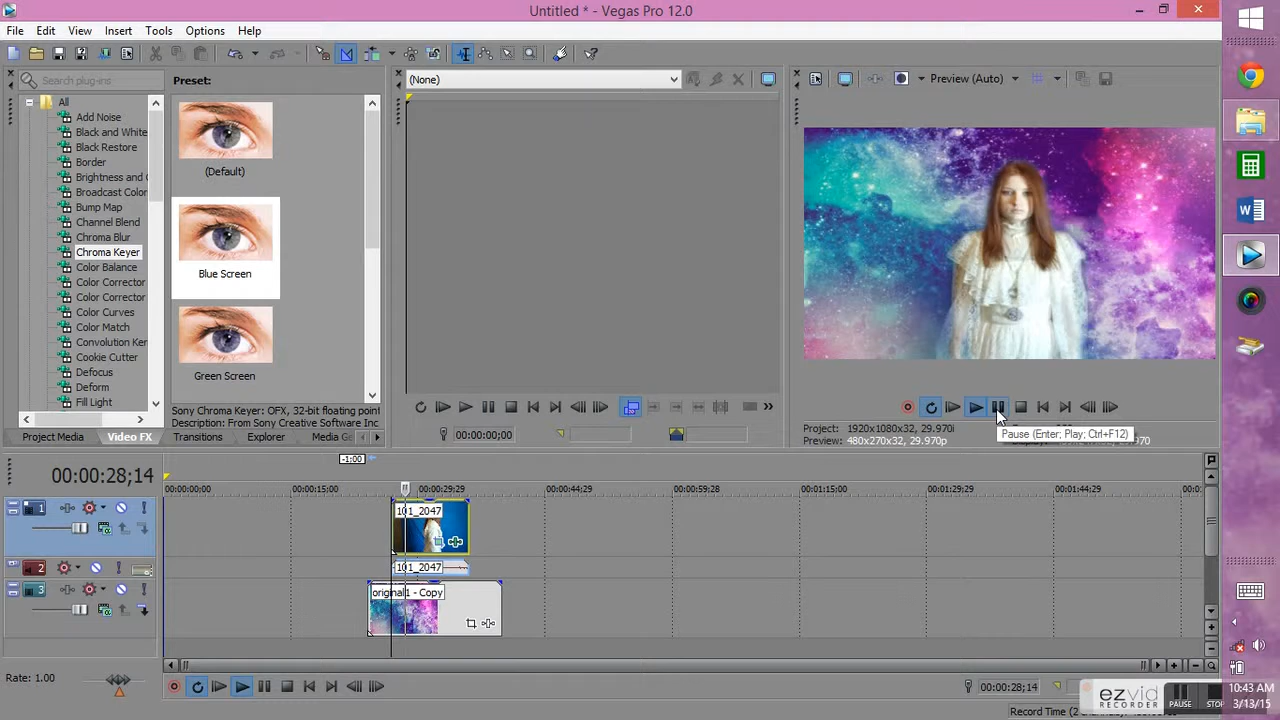 Untitled * - Vegas Pro 12.0
File Edit View Insert Tools Options Help
Search plug-ins
Preset:
(None)
Preview (Auto)
All
Add Noise
Black and White
Black Restore
Border
Brightness and C
Broadcast Color
Bump Map
Channel Blend
Chroma Blur
Chroma Keyer
Color Balance
Color Corrector
Color Corrector
Color Curves
Color Match
Convolution Ker
Cookie Cutter
Defocus
Deform
Fill Light
(Default)
Blue Screen
Green Screen
Sony Chroma Keyer: OFX, 32-bit floating point
Description: From Sony Creative Software Inc
Project Media Video FX Transitions Explorer Media Ge
00:00:00;00
Project: 1920x1080x32, 29.970i
Preview: 480x270x32, 29.970p
Pause (Enter; Play; Ctrl+F12)
-1:00
00:00:28;14
00:00:00;00 00:00:15;00 00:00:29;29 00:00:44;29 00:00:59;28 00:01:15;00 00:01:29;29 00:01:44;29
1
101_2047
2
101_2047
3
original1 - Copy
Rate: 1.00
00:00:28;14
10:43 AM
3/13/15
ezvid
RECORDER
PAUSE
STOP